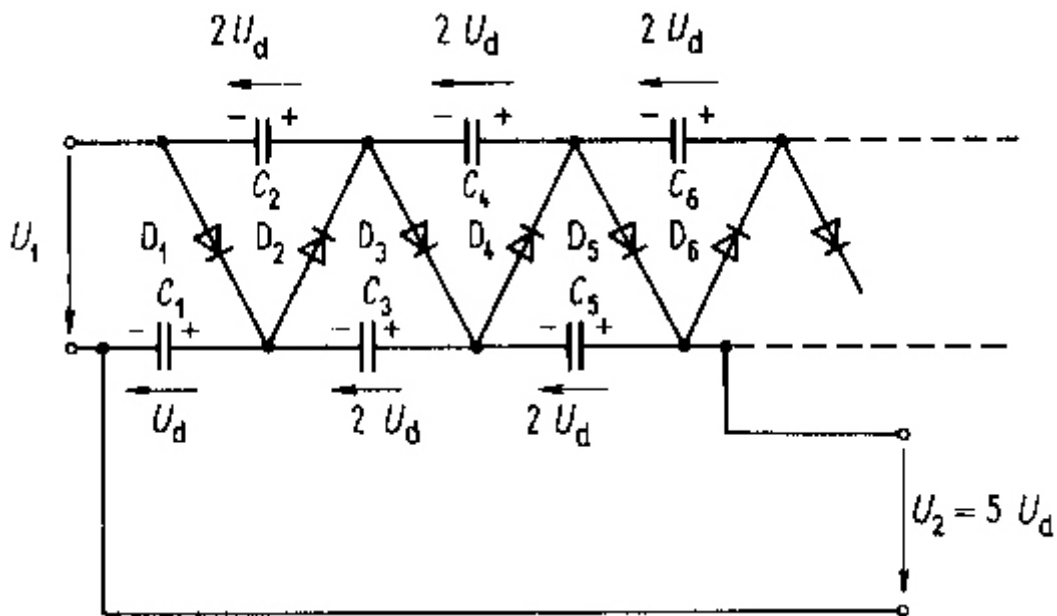 2 U_d 2 U_d 2 U_d
- + - + - +
C_2 C_4 C_6
U_1 D_1 D_2 D_3 D_4 D_5 D_6
C_1 C_3 C_5
- + - + - +
U_d 2 U_d 2 U_d
U_2 = 5 U_d